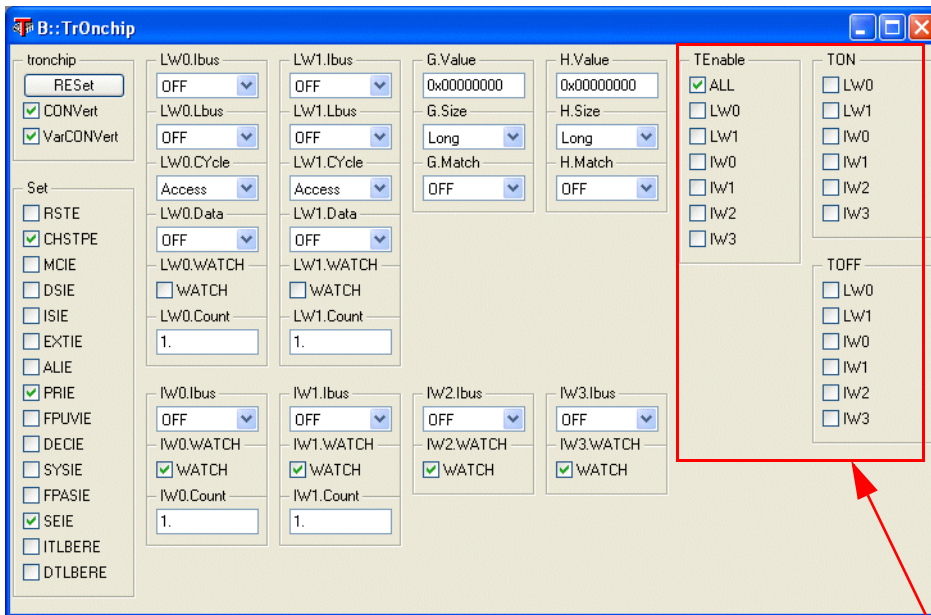 B::TrOnchip
tronchip
RESet
CONVert
VarCONVert
Set
RSTE
CHSTPE
MCIE
DSIE
ISIE
EXTIE
ALIE
PRIE
FPUVIE
DECIE
SYSIE
FPASIE
SEIE
ITLBERE
DTLBERE
LW0.Ibus
OFF
LW0.Lbus
OFF
LW0.CYcle
Access
LW0.Data
OFF
LW0.WATCH
WATCH
LW0.Count
1.
LW1.Ibus
OFF
LW1.Lbus
OFF
LW1.CYcle
Access
LW1.Data
OFF
LW1.WATCH
WATCH
LW1.Count
1.
G.Value
0x00000000
G.Size
Long
G.Match
OFF
H.Value
0x00000000
H.Size
Long
H.Match
OFF
IW0.Ibus
OFF
IW0.WATCH
WATCH
IW0.Count
1.
IW1.Ibus
OFF
IW1.WATCH
WATCH
IW1.Count
1.
IW2.Ibus
OFF
IW2.WATCH
WATCH
IW3.Ibus
OFF
IW3.WATCH
WATCH
TEnable
ALL
LW0
LW1
IW0
IW1
IW2
IW3
TON
LW0
LW1
IW0
IW1
IW2
IW3
TOFF
LW0
LW1
IW0
IW1
IW2
IW3